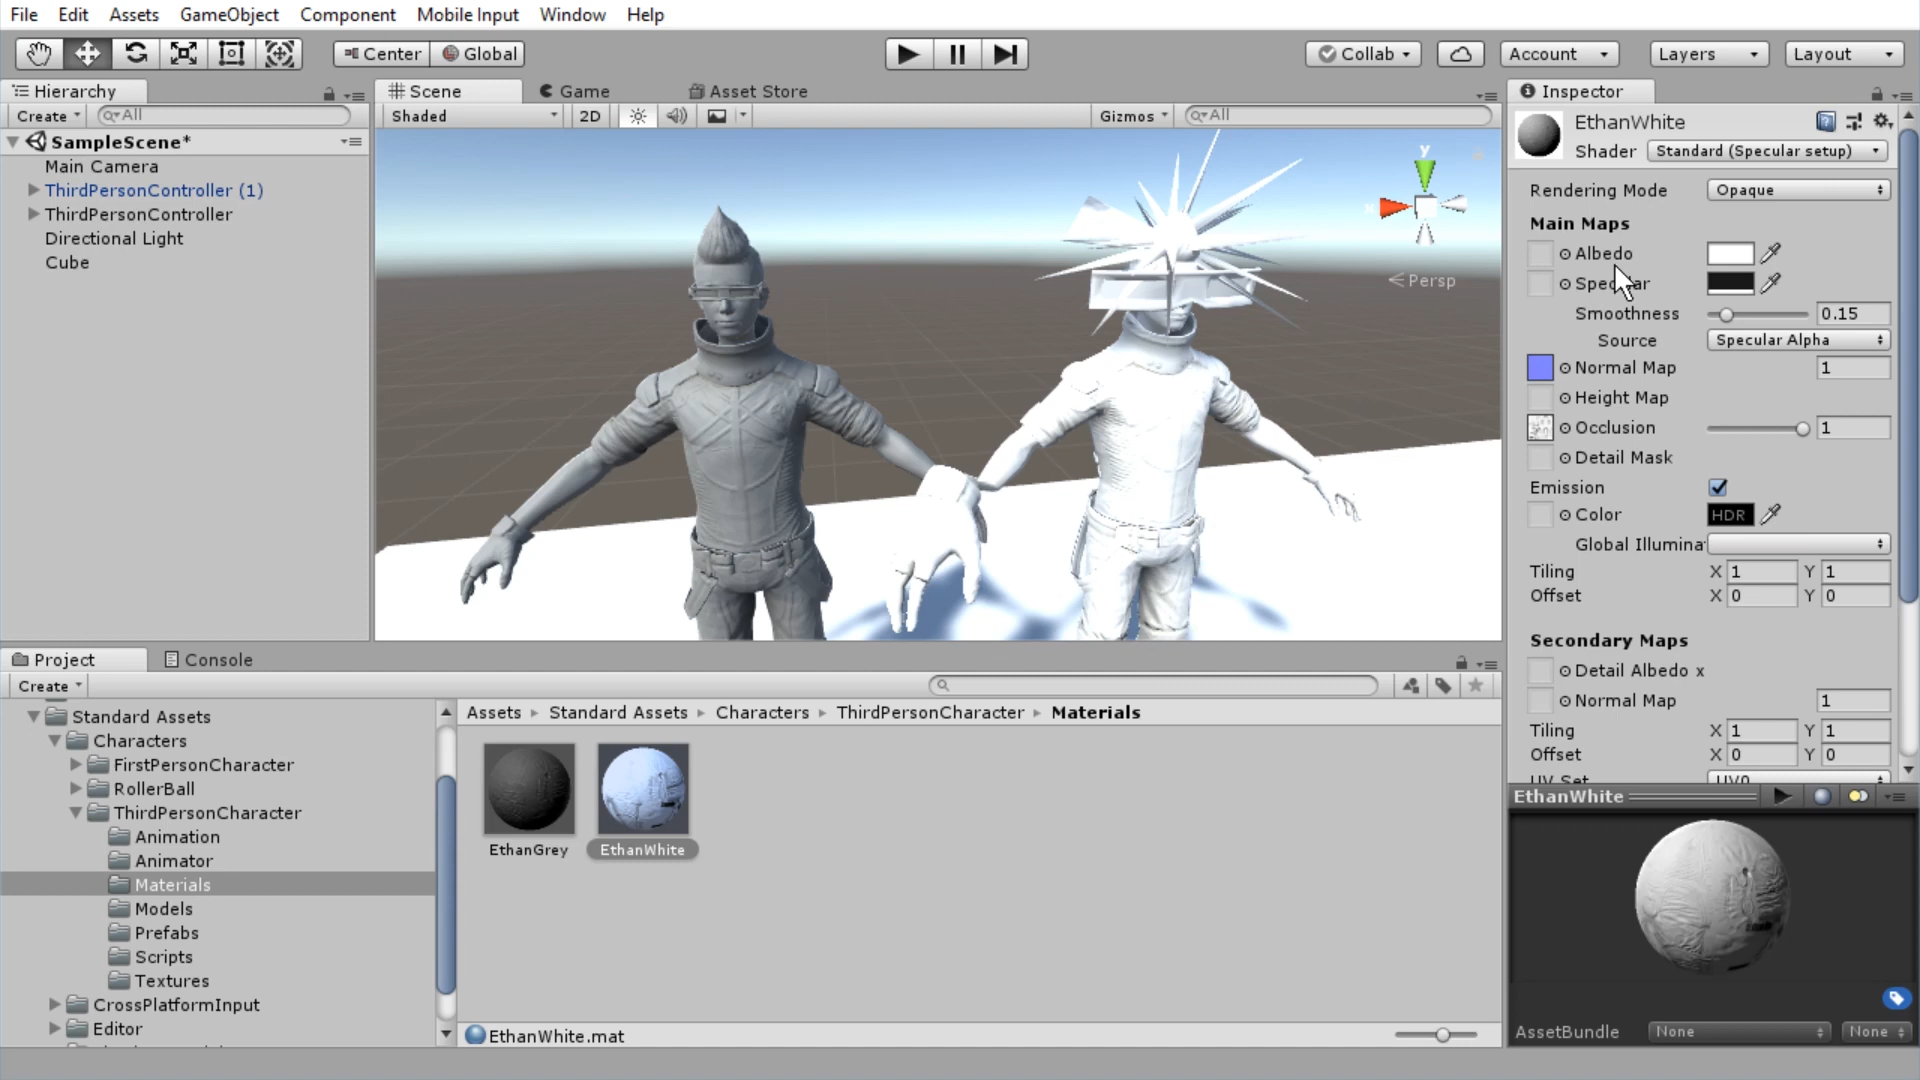 File Edit Assets GameObject Component Mobile Input Window Help
Center Global Collab Account Layers Layout
Hierarchy
Create All
SampleScene*
Main Camera
ThirdPersonController (1)
ThirdPersonController
Directional Light
Cube
Scene Game Asset Store
Shaded 2D Gizmos All
y
Persp
Inspector
EthanWhite
Shader Standard (Specular setup)
Rendering Mode Opaque
Main Maps
Albedo
Smoothness 0.15
Source Specular Alpha
Normal Map 1
Height Map
Occlusion 1
Detail Mask
Emission
Color HDR
Global Illumina
Tiling X 1 Y 1
Offset X 0 Y 0
Secondary Maps
Detail Albedo x
Normal Map 1
Tiling X 1 Y 1
Offset X 0 Y 0
UV Set UV0
EthanWhite
AssetBundle None None
Project Console
Create
Standard Assets
Characters
FirstPersonCharacter
RollerBall
ThirdPersonCharacter
Animation
Animator
Materials
Models
Prefabs
Scripts
Textures
CrossPlatformInput
Editor
Assets Standard Assets Characters ThirdPersonCharacter Materials
EthanGrey EthanWhite
EthanWhite.mat